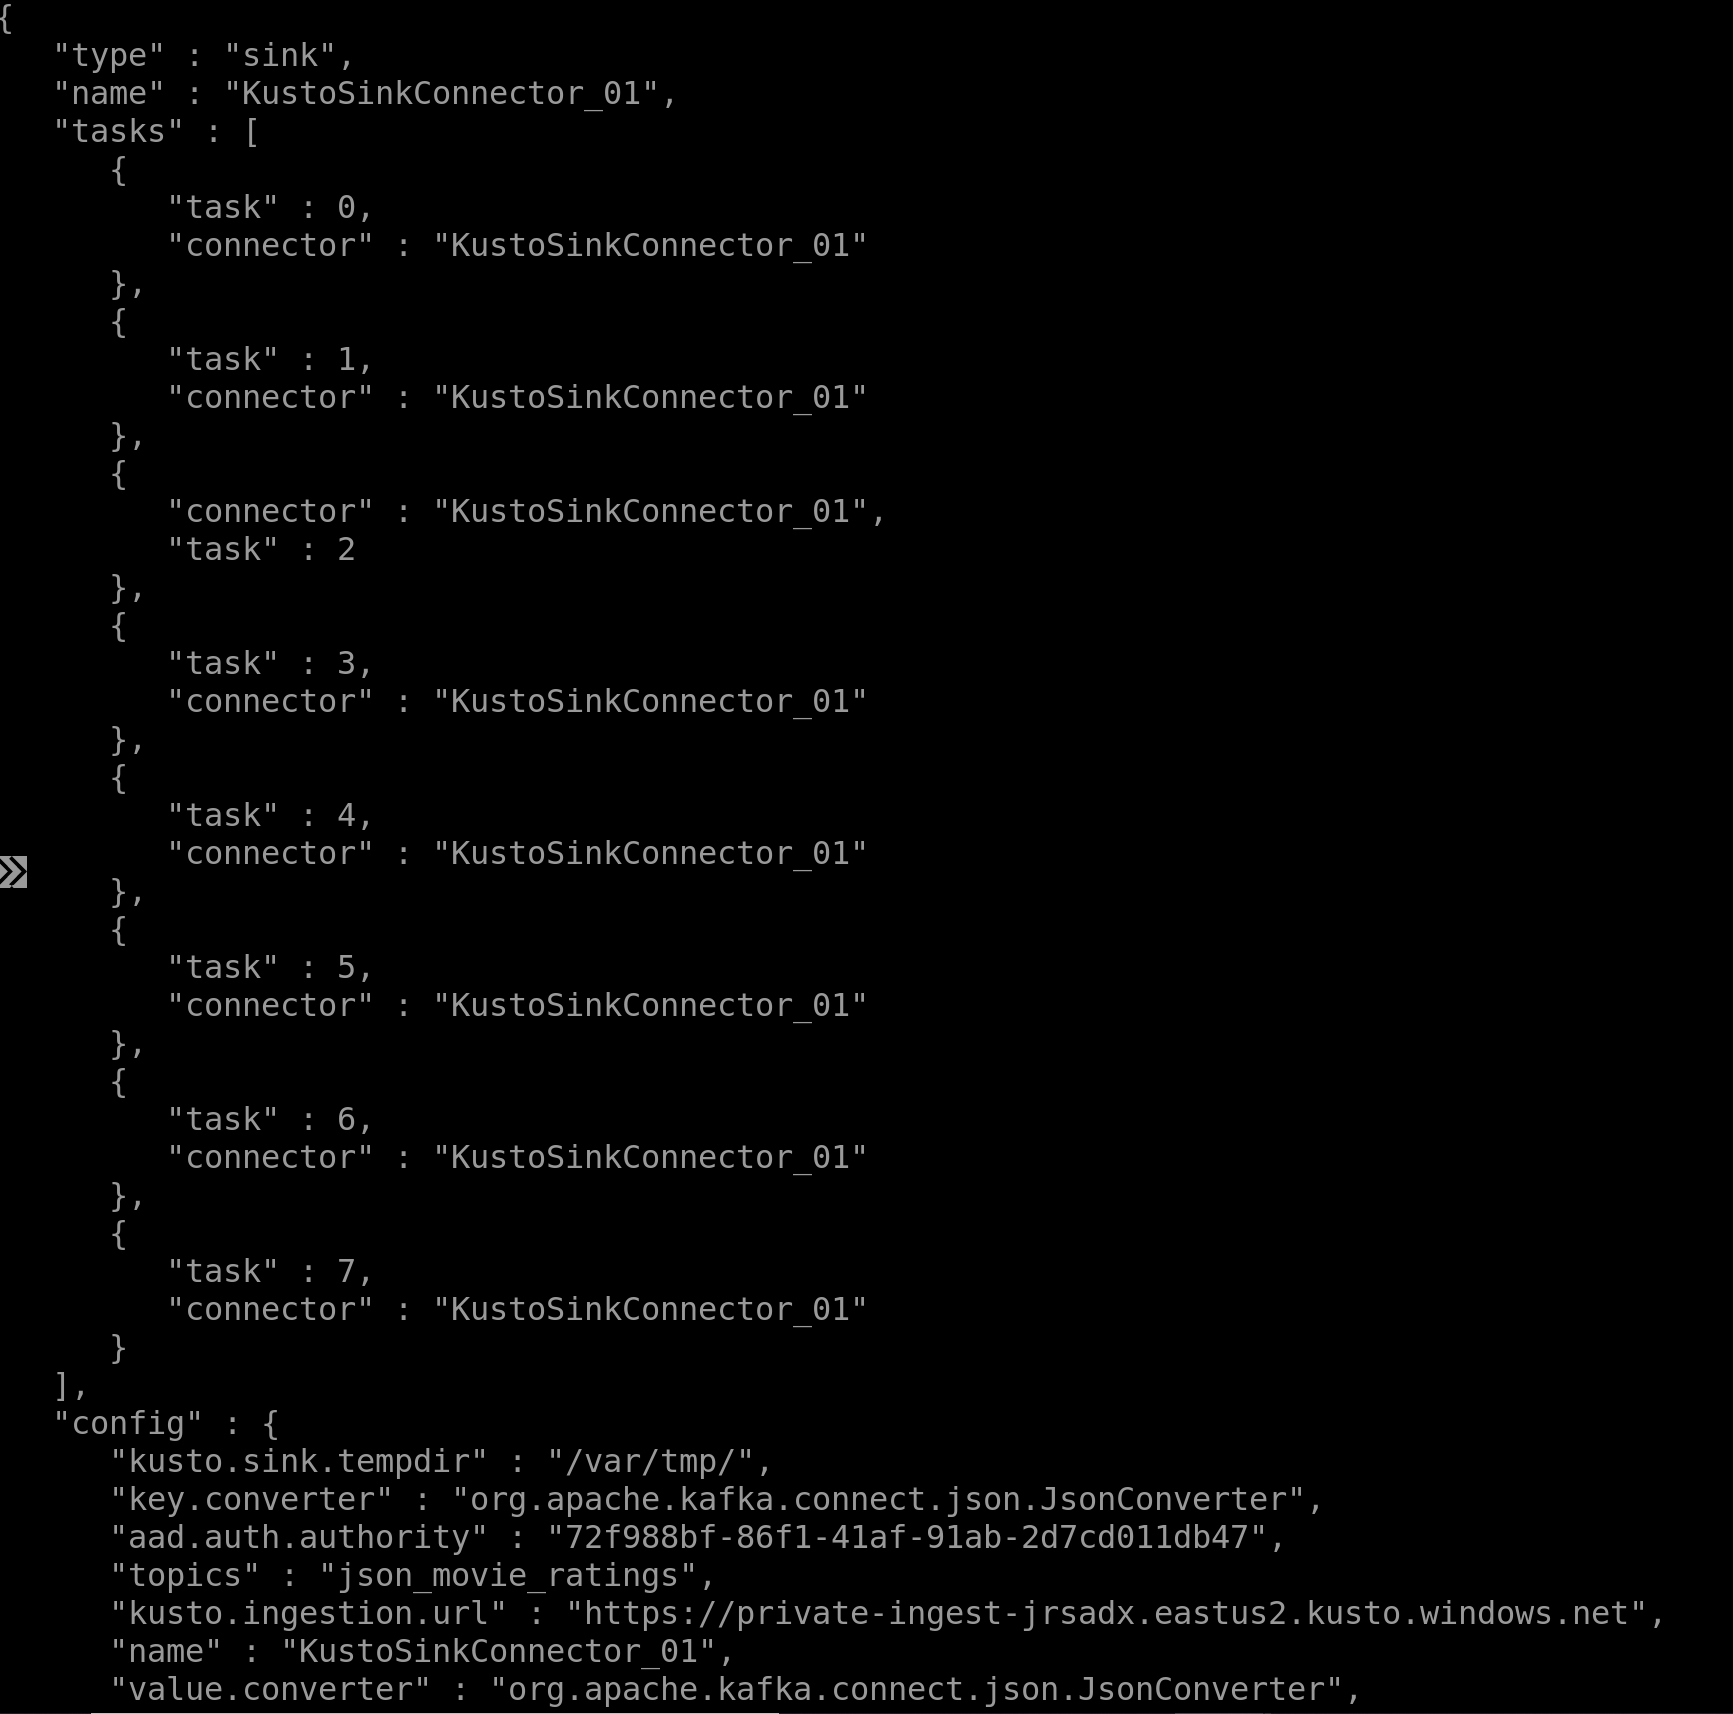 {
   "type" : "sink",
   "name" : "KustoSinkConnector_01",
   "tasks" : [
      {
         "task" : 0,
         "connector" : "KustoSinkConnector_01"
      },
      {
         "task" : 1,
         "connector" : "KustoSinkConnector_01"
      },
      {
         "connector" : "KustoSinkConnector_01",
         "task" : 2
      },
      {
         "task" : 3,
         "connector" : "KustoSinkConnector_01"
      },
      {
         "task" : 4,
         "connector" : "KustoSinkConnector_01"
      },
      {
         "task" : 5,
         "connector" : "KustoSinkConnector_01"
      },
      {
         "task" : 6,
         "connector" : "KustoSinkConnector_01"
      },
      {
         "task" : 7,
         "connector" : "KustoSinkConnector_01"
      }
   ],
   "config" : {
      "kusto.sink.tempdir" : "/var/tmp/",
      "key.converter" : "org.apache.kafka.connect.json.JsonConverter",
      "aad.auth.authority" : "72f988bf-86f1-41af-91ab-2d7cd011db47",
      "topics" : "json_movie_ratings",
      "kusto.ingestion.url" : "https://private-ingest-jrsadx.eastus2.kusto.windows.net",
      "name" : "KustoSinkConnector_01",
      "value.converter" : "org.apache.kafka.connect.json.JsonConverter",